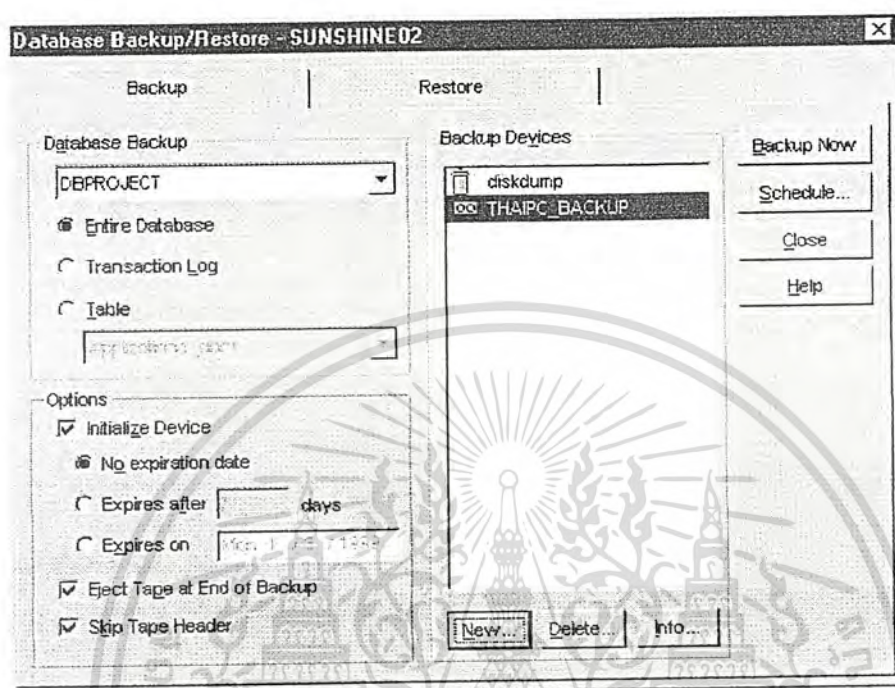 Database Backup/Restore - SUNSHINE02
Backup
Restore
Database Backup
DBPROJECT
Entire Database
Transaction Log
Table
Options
Initialize Device
No expiration date
Expires after
days
Expires on
Eject Tape at End of Backup
Skip Tape Header
Backup Devices
diskdump
THAIPC_BACKUP
New...
Delete...
Info...
Backup Now
Schedule...
Close
Help